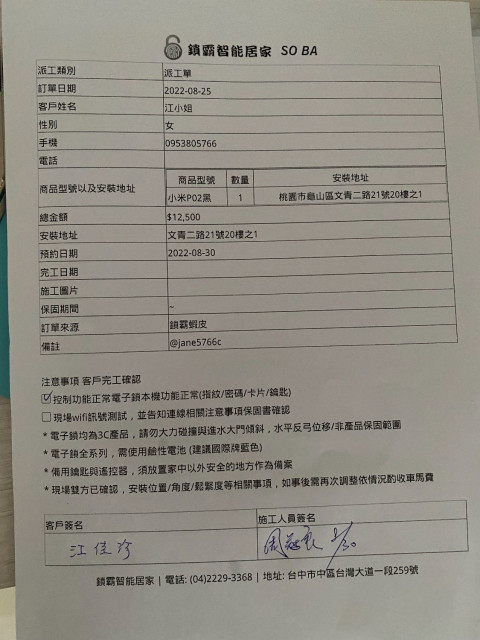 鎖霸智能居家 SO BA
派工類別 派工單
訂單日期 2022-08-25
客戶姓名 江小姐
性別 女
手機 0953805766
電話
商品型號以及安裝地址 商品型號 數量 安裝地址
小米P02黑 1 桃園市龜山區文青二路21號20樓之1
總金額 $12,500
安裝地址 文青二路21號20樓之1
預約日期 2022-08-30
完工日期
施工圖片
保固期間 –
訂單來源 鎖霸蝦皮
備註 @jane5766c
注意事項 客戶完工確認
控制功能正常電子鎖本機功能正常(指紋/密碼/卡片/鑰匙)
現場wifi訊號測試，並告知連線相關注意事項保固書確認
* 電子鎖均為3C產品，請勿大力碰撞與進水大門傾斜，水平反弓位移/非產品保固範圍
* 電子鎖全系列，需使用鹼性電池 (建議國際牌藍色)
* 備用鑰匙與遙控器，須放置家中以外安全的地方作為備案
* 現場雙方已確認，安裝位置/角度/鬆緊度等相關事項，如事後需再次調整依情況酌收車馬費
客戶簽名 施工人員簽名
江佳珍 8/30
鎖霸智能居家 | 電話: (04)2229-3368 | 地址: 台中市中區台灣大道一段259號